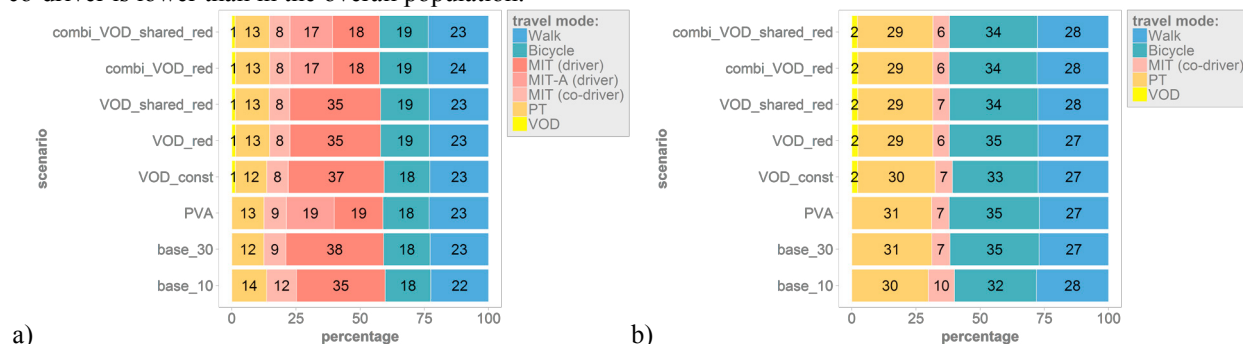 co-driver is lower than in the overall population.
travel mode:
Walk
Bicycle
MIT (driver)
MIT-A (driver)
MIT (co-driver)
PT
VOD
scenario
combi_VOD_shared_red 1 13 8 17 18 19 23
combi_VOD_red 1 13 8 17 18 19 24
VOD_shared_red 1 13 8 35 19 23
VOD_red 1 13 8 35 19 23
VOD_const 1 12 8 37 18 23
PVA 13 9 19 19 18 23
base_30 12 9 38 18 23
base_10 14 12 35 18 22
0 25 50 75 100
percentage
a)
travel mode:
Walk
Bicycle
MIT (co-driver)
PT
VOD
scenario
combi_VOD_shared_red 2 29 6 34 28
combi_VOD_red 2 29 6 34 28
VOD_shared_red 2 29 7 34 28
VOD_red 2 29 6 35 27
VOD_const 2 30 7 33 27
PVA 31 7 35 27
base_30 31 7 35 27
base_10 30 10 32 28
0 25 50 75 100
percentage
b)